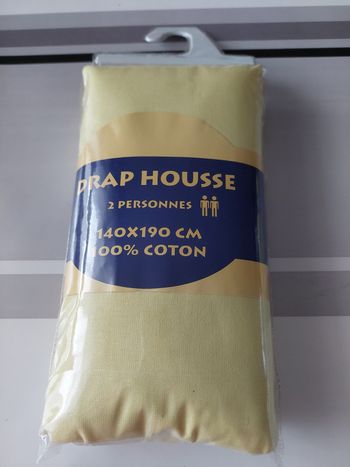 DRAP HOUSSE
2 PERSONNES
140X190 CM
100% COTON